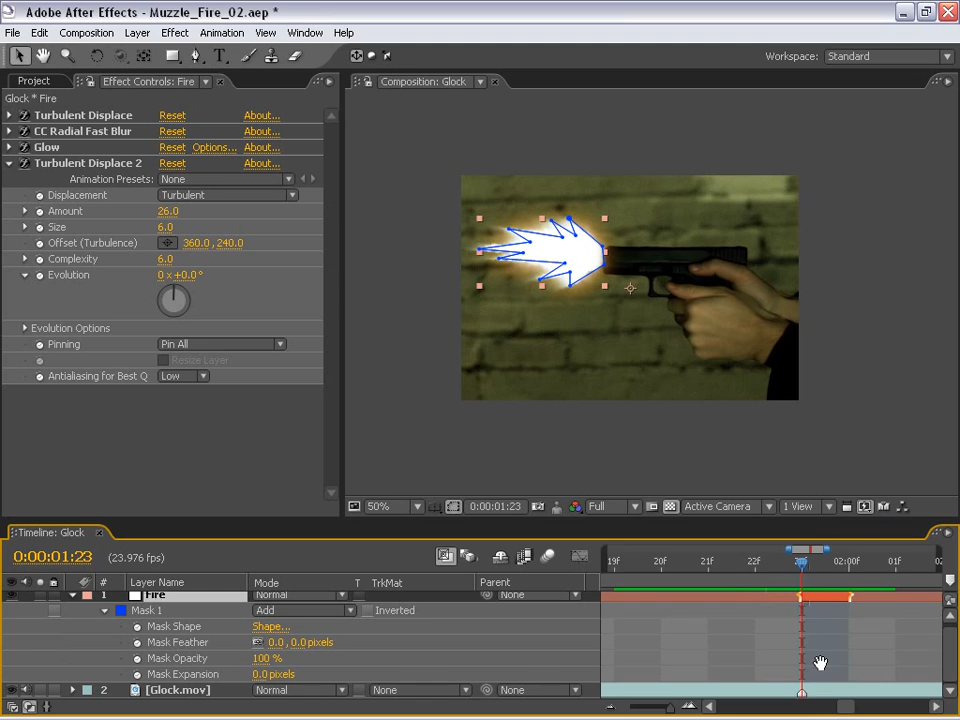 Adobe After Effects - Muzzle_Fire_02.aep *
File Edit Composition Layer Effect Animation View Window Help
T Workspace: Standard
Project Effect Controls: Fire Composition: Glock
Glock * Fire
Turbulent Displace Reset About...
CC Radial Fast Blur Reset About...
Glow Reset Options... About...
Turbulent Displace 2 Reset About...
Animation Presets: None
Displacement Turbulent
Amount 26.0
Size 6.0
Offset (Turbulence) 360.0 , 240.0
Complexity 6.0
Evolution 0 x+0.0°
Evolution Options
Pinning Pin All
Resize Layer
Antialiasing for Best Q Low
50% 0:00:01:23 Full Active Camera 1 View
Timeline: Glock
0:00:01:23 (23.976 fps) 19F 20F 21F 22F 23F 02:00F 01F 02
# Layer Name Mode T TrkMat Parent
1 Fire Normal None
Mask 1 Add Inverted
Mask Shape Shape...
Mask Feather 0.0 , 0.0 pixels
Mask Opacity 100 %
Mask Expansion 0.0 pixels
2 [Glock.mov] Normal None None